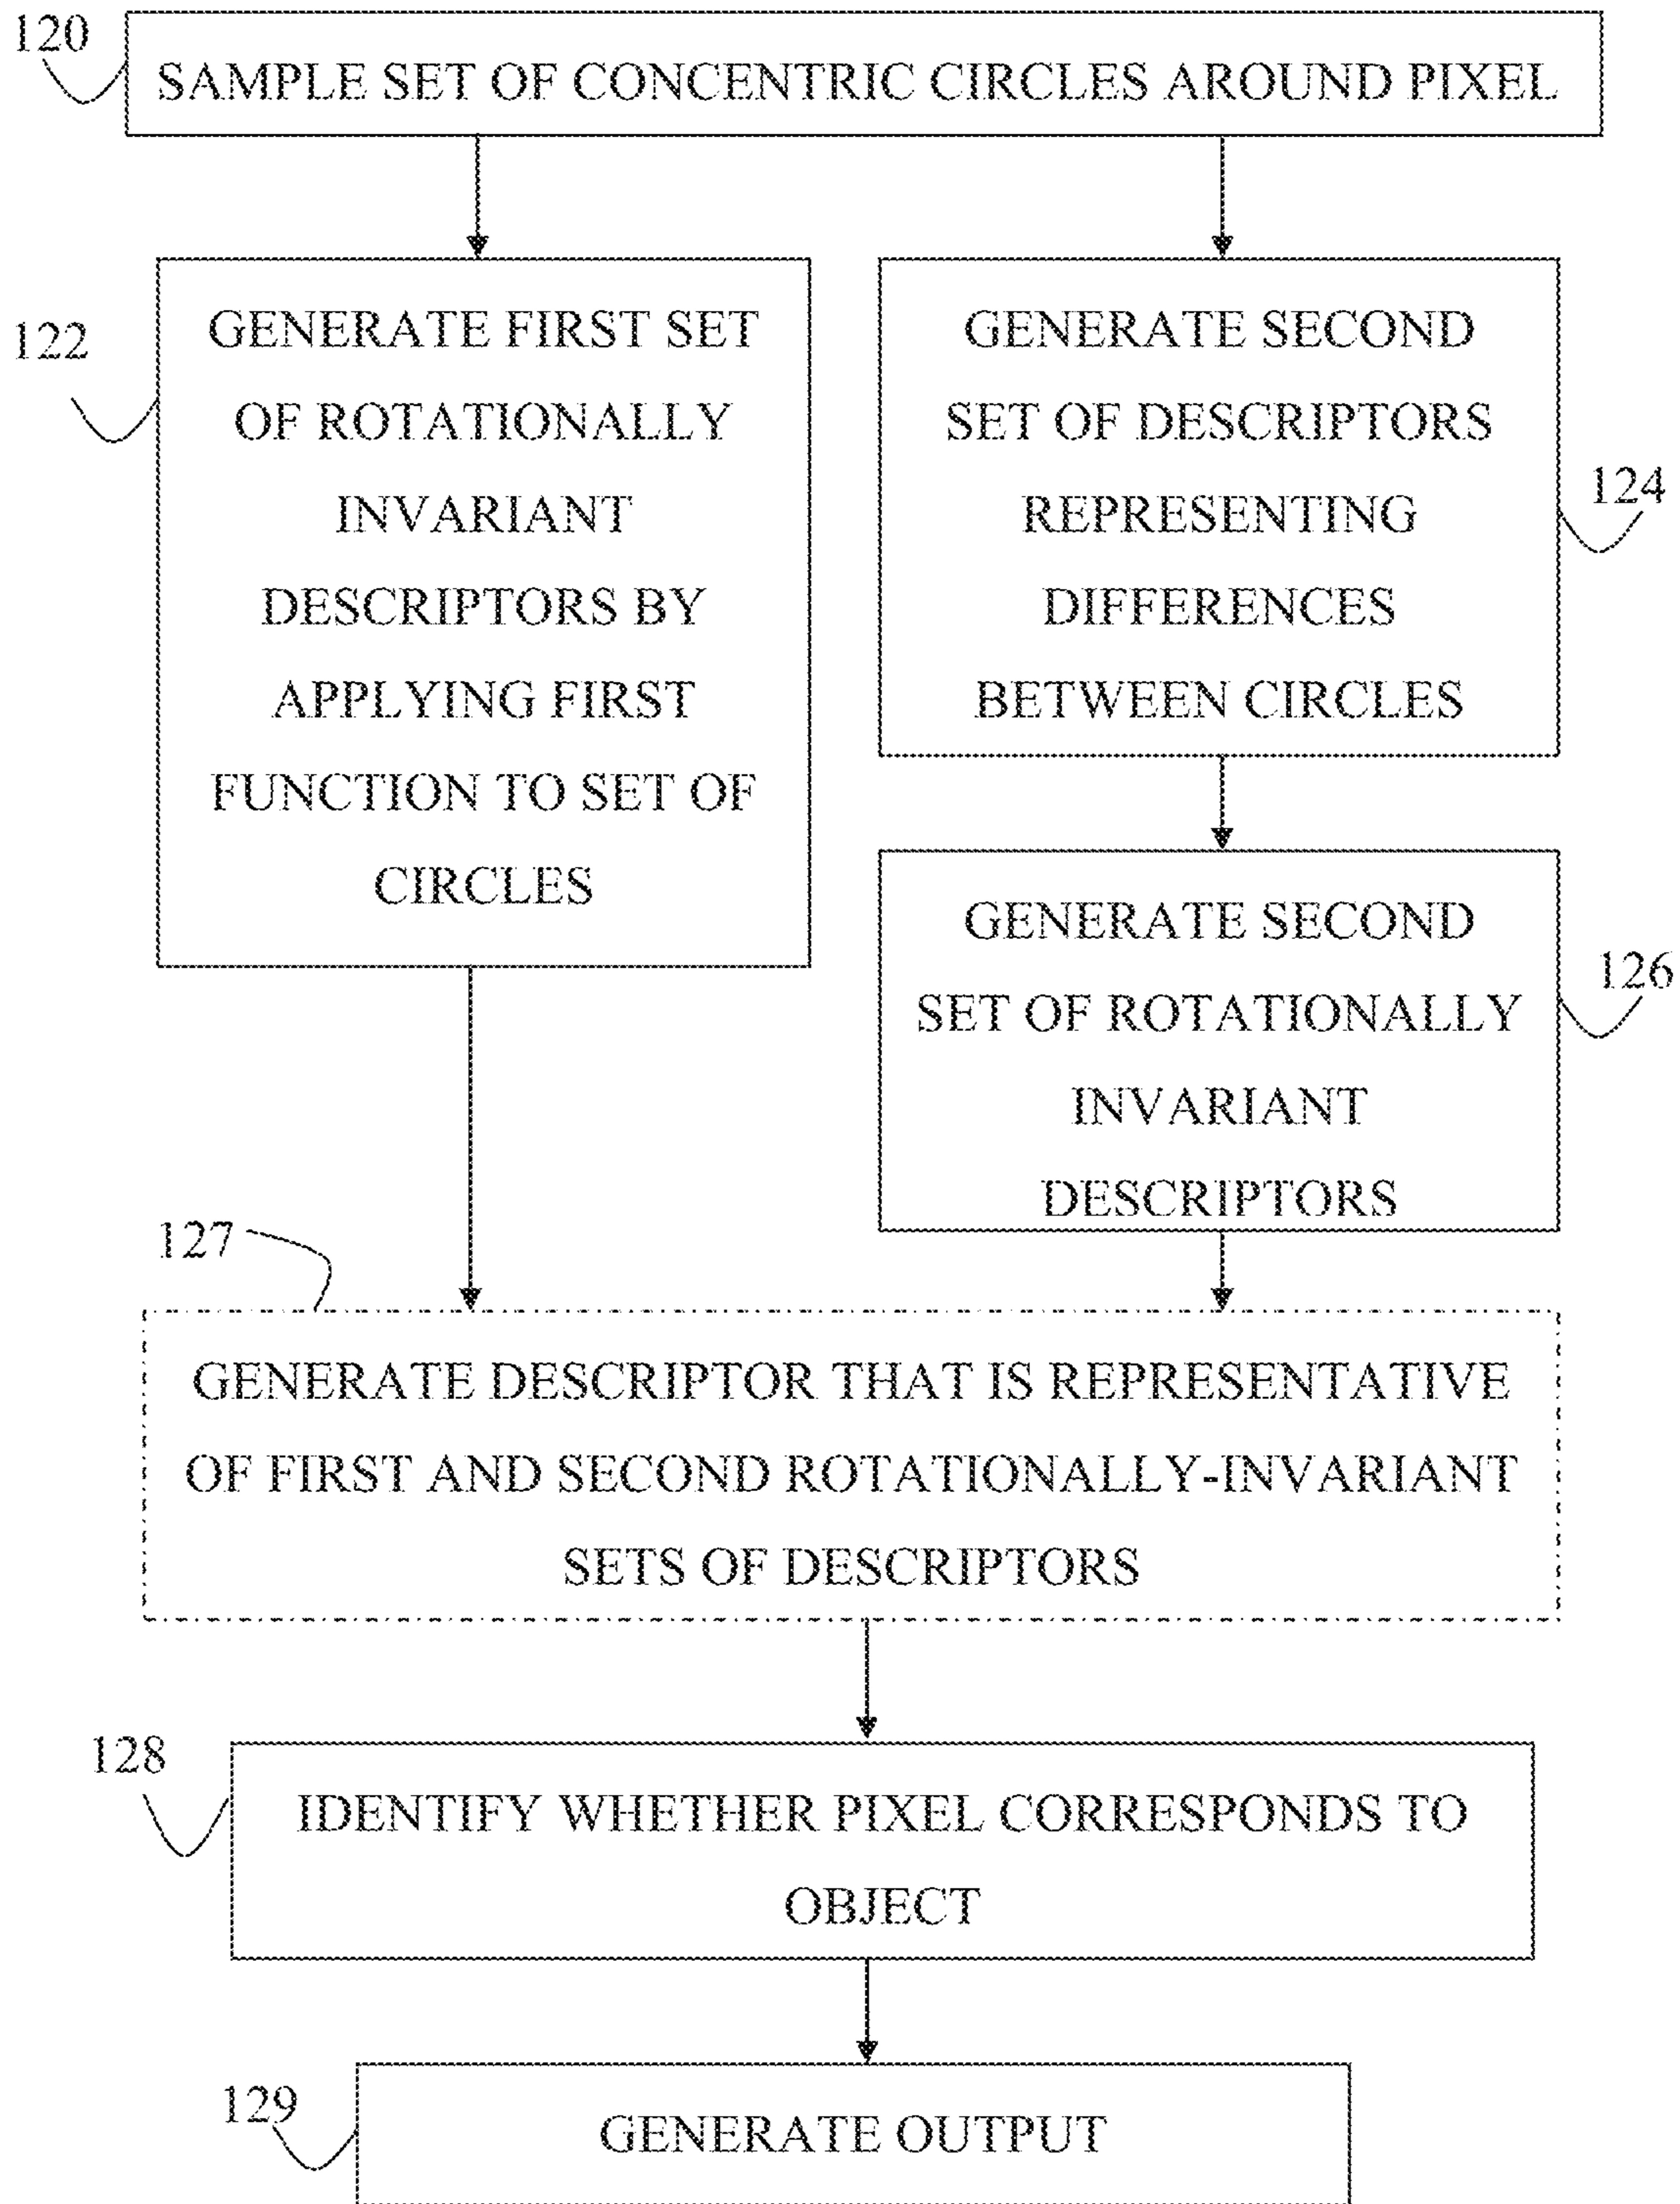 120
SAMPLE SET OF CONCENTRIC CIRCLES AROUND PIXEL
122
GENERATE FIRST SET
OF ROTATIONALLY
INVARIANT
DESCRIPTORS BY
APPLYING FIRST
FUNCTION TO SET OF
CIRCLES
GENERATE SECOND
SET OF DESCRIPTORS
REPRESENTING
DIFFERENCES
BETWEEN CIRCLES
124
GENERATE SECOND
SET OF ROTATIONALLY
INVARIANT
DESCRIPTORS
126
127
GENERATE DESCRIPTOR THAT IS REPRESENTATIVE
OF FIRST AND SECOND ROTATIONALLY-INVARIANT
SETS OF DESCRIPTORS
128
IDENTIFY WHETHER PIXEL CORRESPONDS TO
OBJECT
129
GENERATE OUTPUT